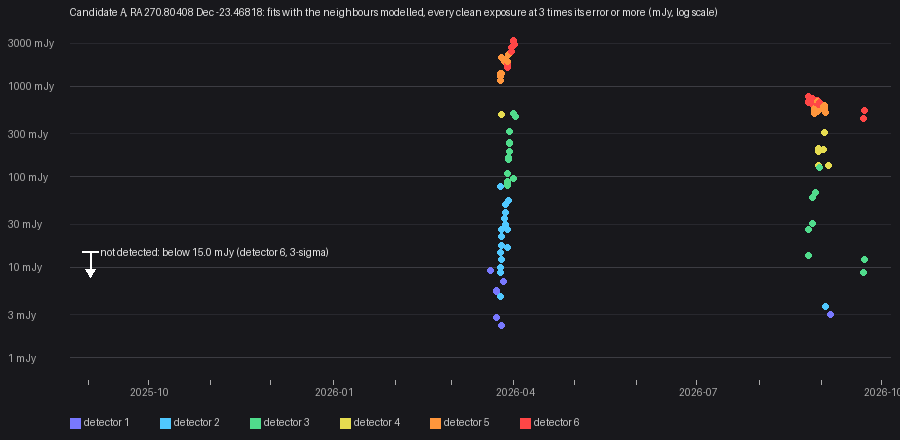 Candidate A, RA 270.80408 Dec -23.46818: fits with the neighbours modelled, every clean exposure at 3 times its error or more (mJy, log scale)
3000 mJy
1000 mJy
300 mJy
100 mJy
30 mJy
not detected: below 15.0 mJy (detector 6, 3-sigma)
10 mJy
3 mJy
1 mJy
2025-10
2026-01
2026-04
2026-07
2026-10
detector 1
detector 2
detector 3
detector 4
detector 5
detector 6